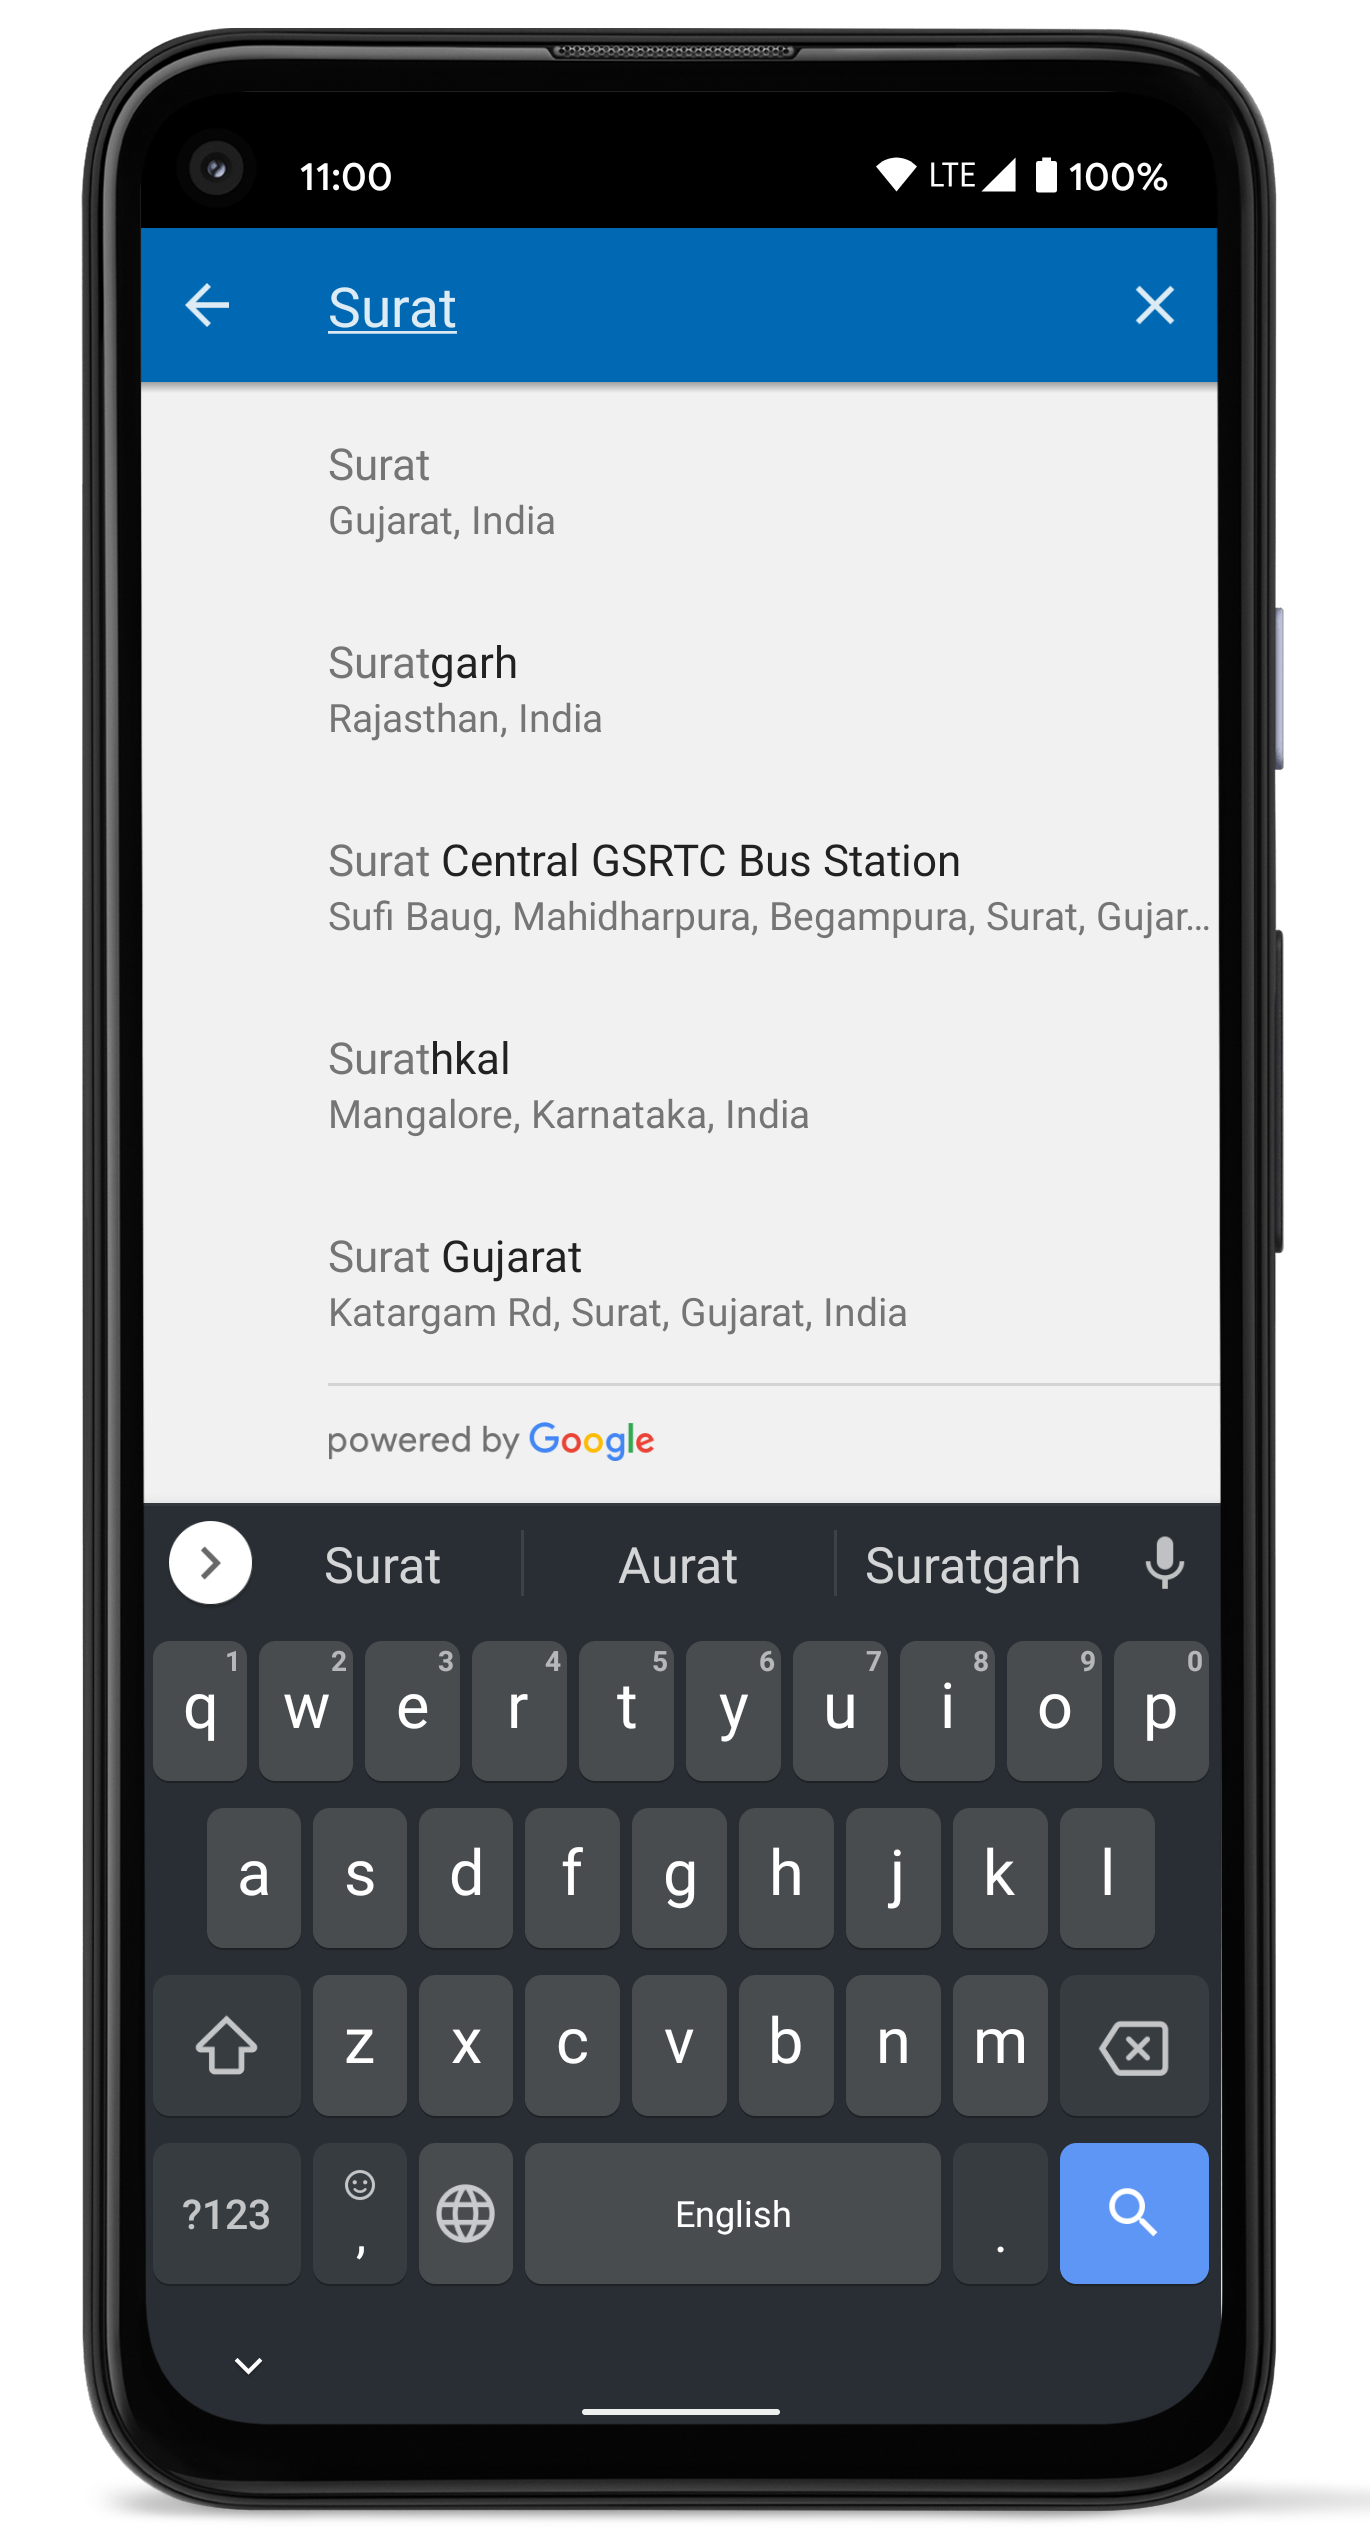 11:00 LTE 100%
Surat
Surat
Gujarat, India
Suratgarh
Rajasthan, India
Surat Central GSRTC Bus Station
Sufi Baug, Mahidharpura, Begampura, Surat, Gujar...
Surathkal
Mangalore, Karnataka, India
Surat Gujarat
Katargam Rd, Surat, Gujarat, India
powered by Google
Surat Aurat Suratgarh
1 2 3 4 5 6 7 8 9 0
q w e r t y u i o p
a s d f g h j k l
z x c v b n m
?123 , English .